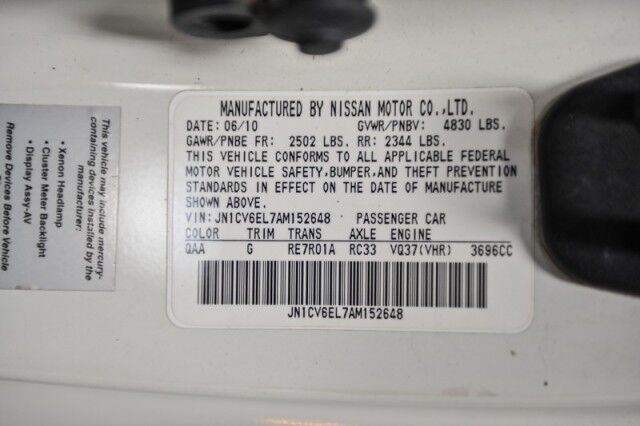 MANUFACTURED BY NISSAN MOTOR CO.,LTD.
DATE: 06/10 GVWR/PNBV: 4830 LBS.
GAWR/PNBE FR: 2502 LBS. RR: 2344 LBS.
THIS VEHICLE CONFORMS TO ALL APPLICABLE FEDERAL
MOTOR VEHICLE SAFETY,BUMPER,AND THEFT PREVENTION
STANDARDS IN EFFECT ON THE DATE OF MANUFACTURE
SHOWN ABOVE.
VIN: JN1CV6EL7AM152648 PASSENGER CAR
COLOR TRIM TRANS AXLE ENGINE
QAA G RE7R01A RC33 VQ37(VHR) 3696CC
JN1CV6EL7AM152648
This vehicle may include mercury-
containing devices installed by the
manufacturer:
• Xenon Headlamp
• Cluster Meter Backlight
• Display Assy-AV
Remove Devices Before Vehicle